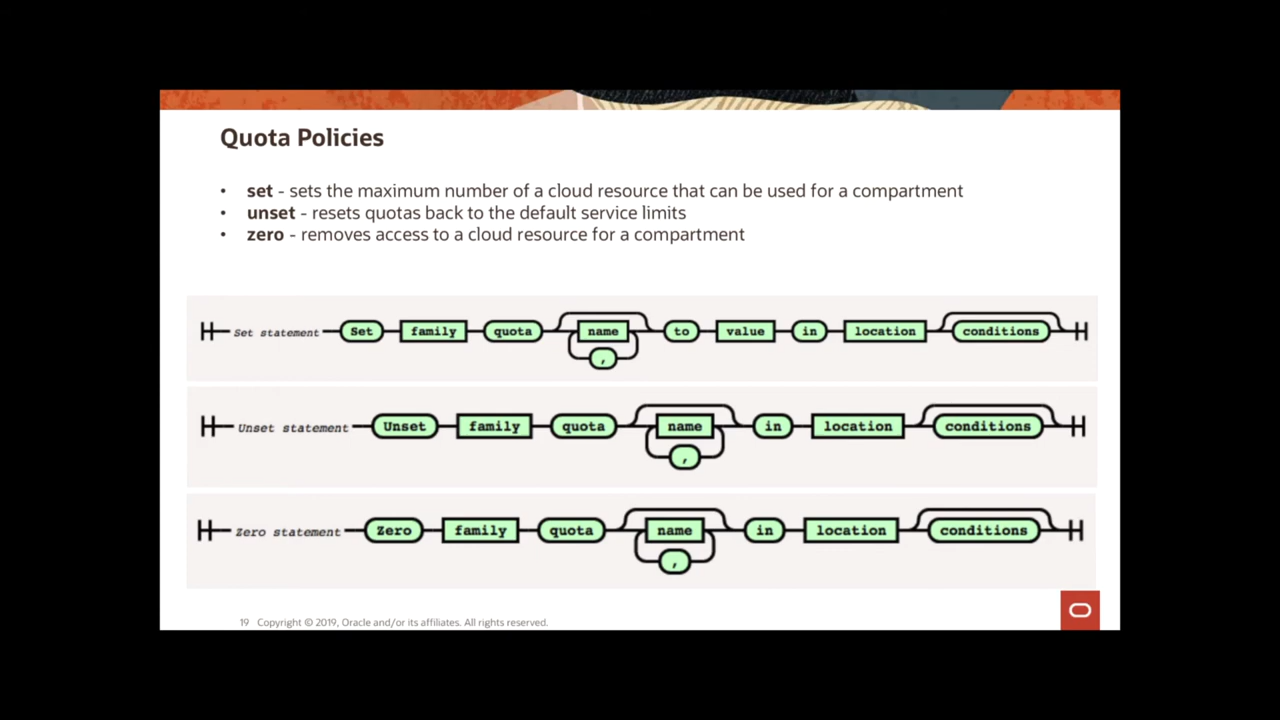 Quota Policies
• set - sets the maximum number of a cloud resource that can be used for a compartment
• unset - resets quotas back to the default service limits
• zero - removes access to a cloud resource for a compartment
Set statement Set family quota name to value in location conditions
,
Unset statement Unset family quota name in location conditions
,
Zero statement Zero family quota name in location conditions
,
19 Copyright © 2019, Oracle and/or its affiliates. All rights reserved.